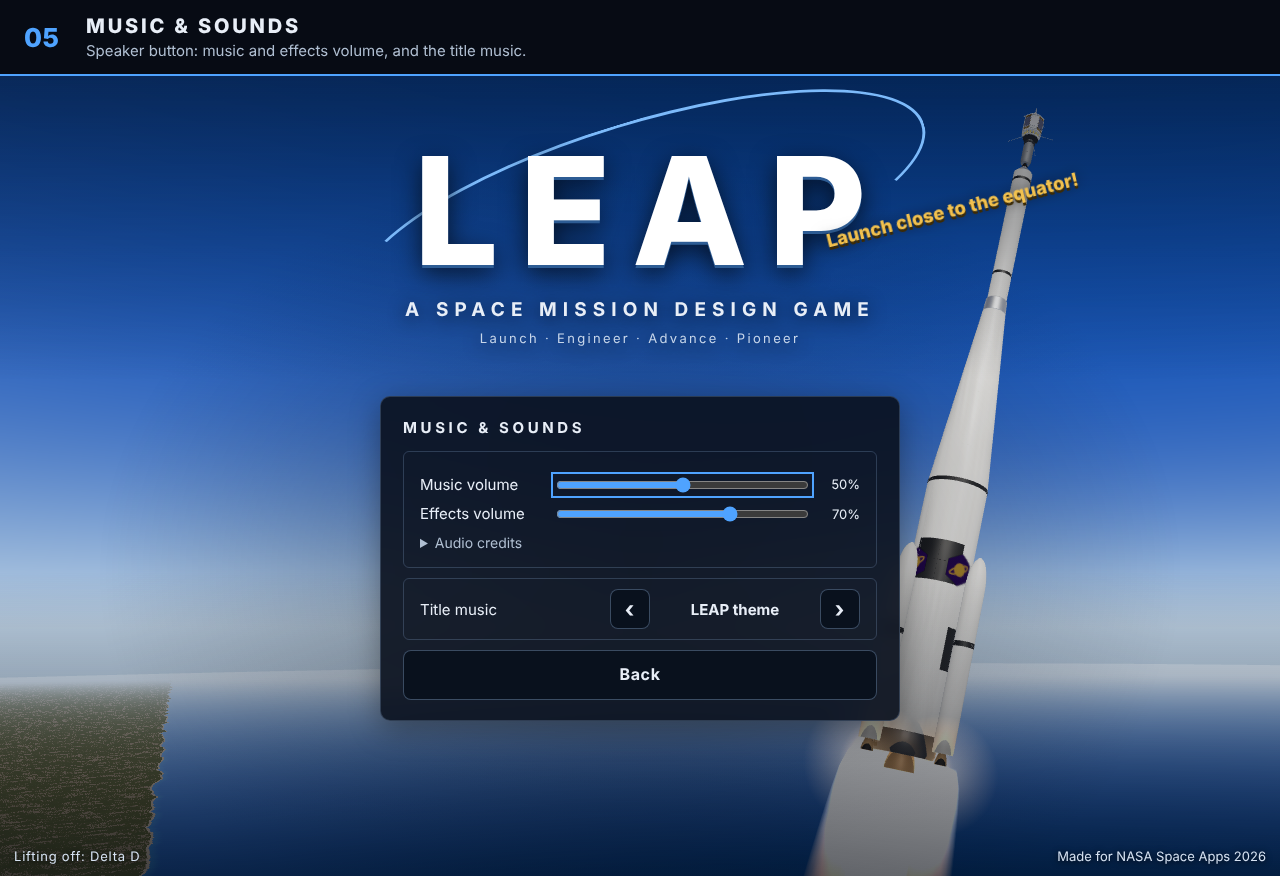 05
MUSIC & SOUNDS
Speaker button: music and effects volume, and the title music.
LEAP
Launch close to the equator!
A SPACE MISSION DESIGN GAME
Launch · Engineer · Advance · Pioneer
MUSIC & SOUNDS
Music volume 50%
Effects volume 70%
▶ Audio credits
Title music ‹ LEAP theme ›
Back
Lifting off: Delta D
Made for NASA Space Apps 2026